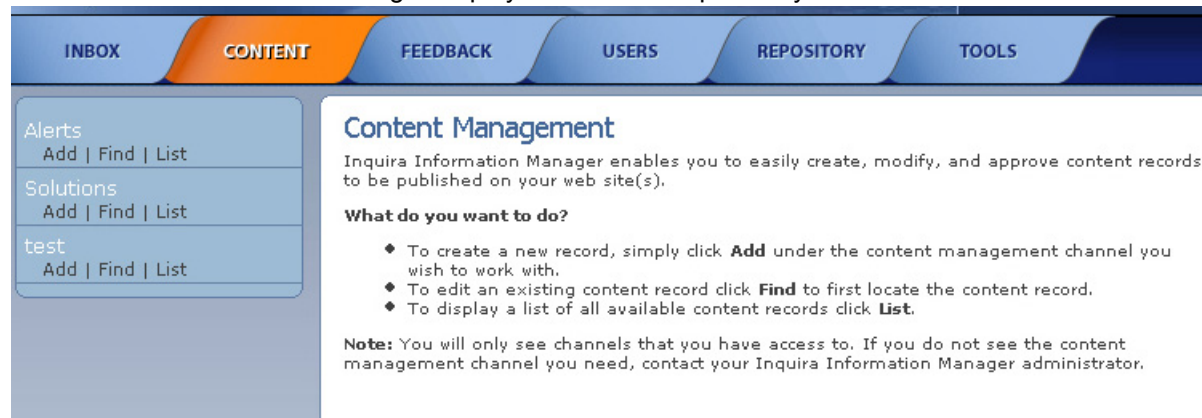 INBOX CONTENT FEEDBACK USERS REPOSITORY TOOLS
Alerts
Add | Find | List
Solutions
Add | Find | List
test
Add | Find | List
Content Management
Inquira Information Manager enables you to easily create, modify, and approve content records
to be published on your web site(s).
What do you want to do?
To create a new record, simply click Add under the content management channel you
wish to work with.
To edit an existing content record click Find to first locate the content record.
To display a list of all available content records click List.
Note: You will only see channels that you have access to. If you do not see the content
management channel you need, contact your Inquira Information Manager administrator.